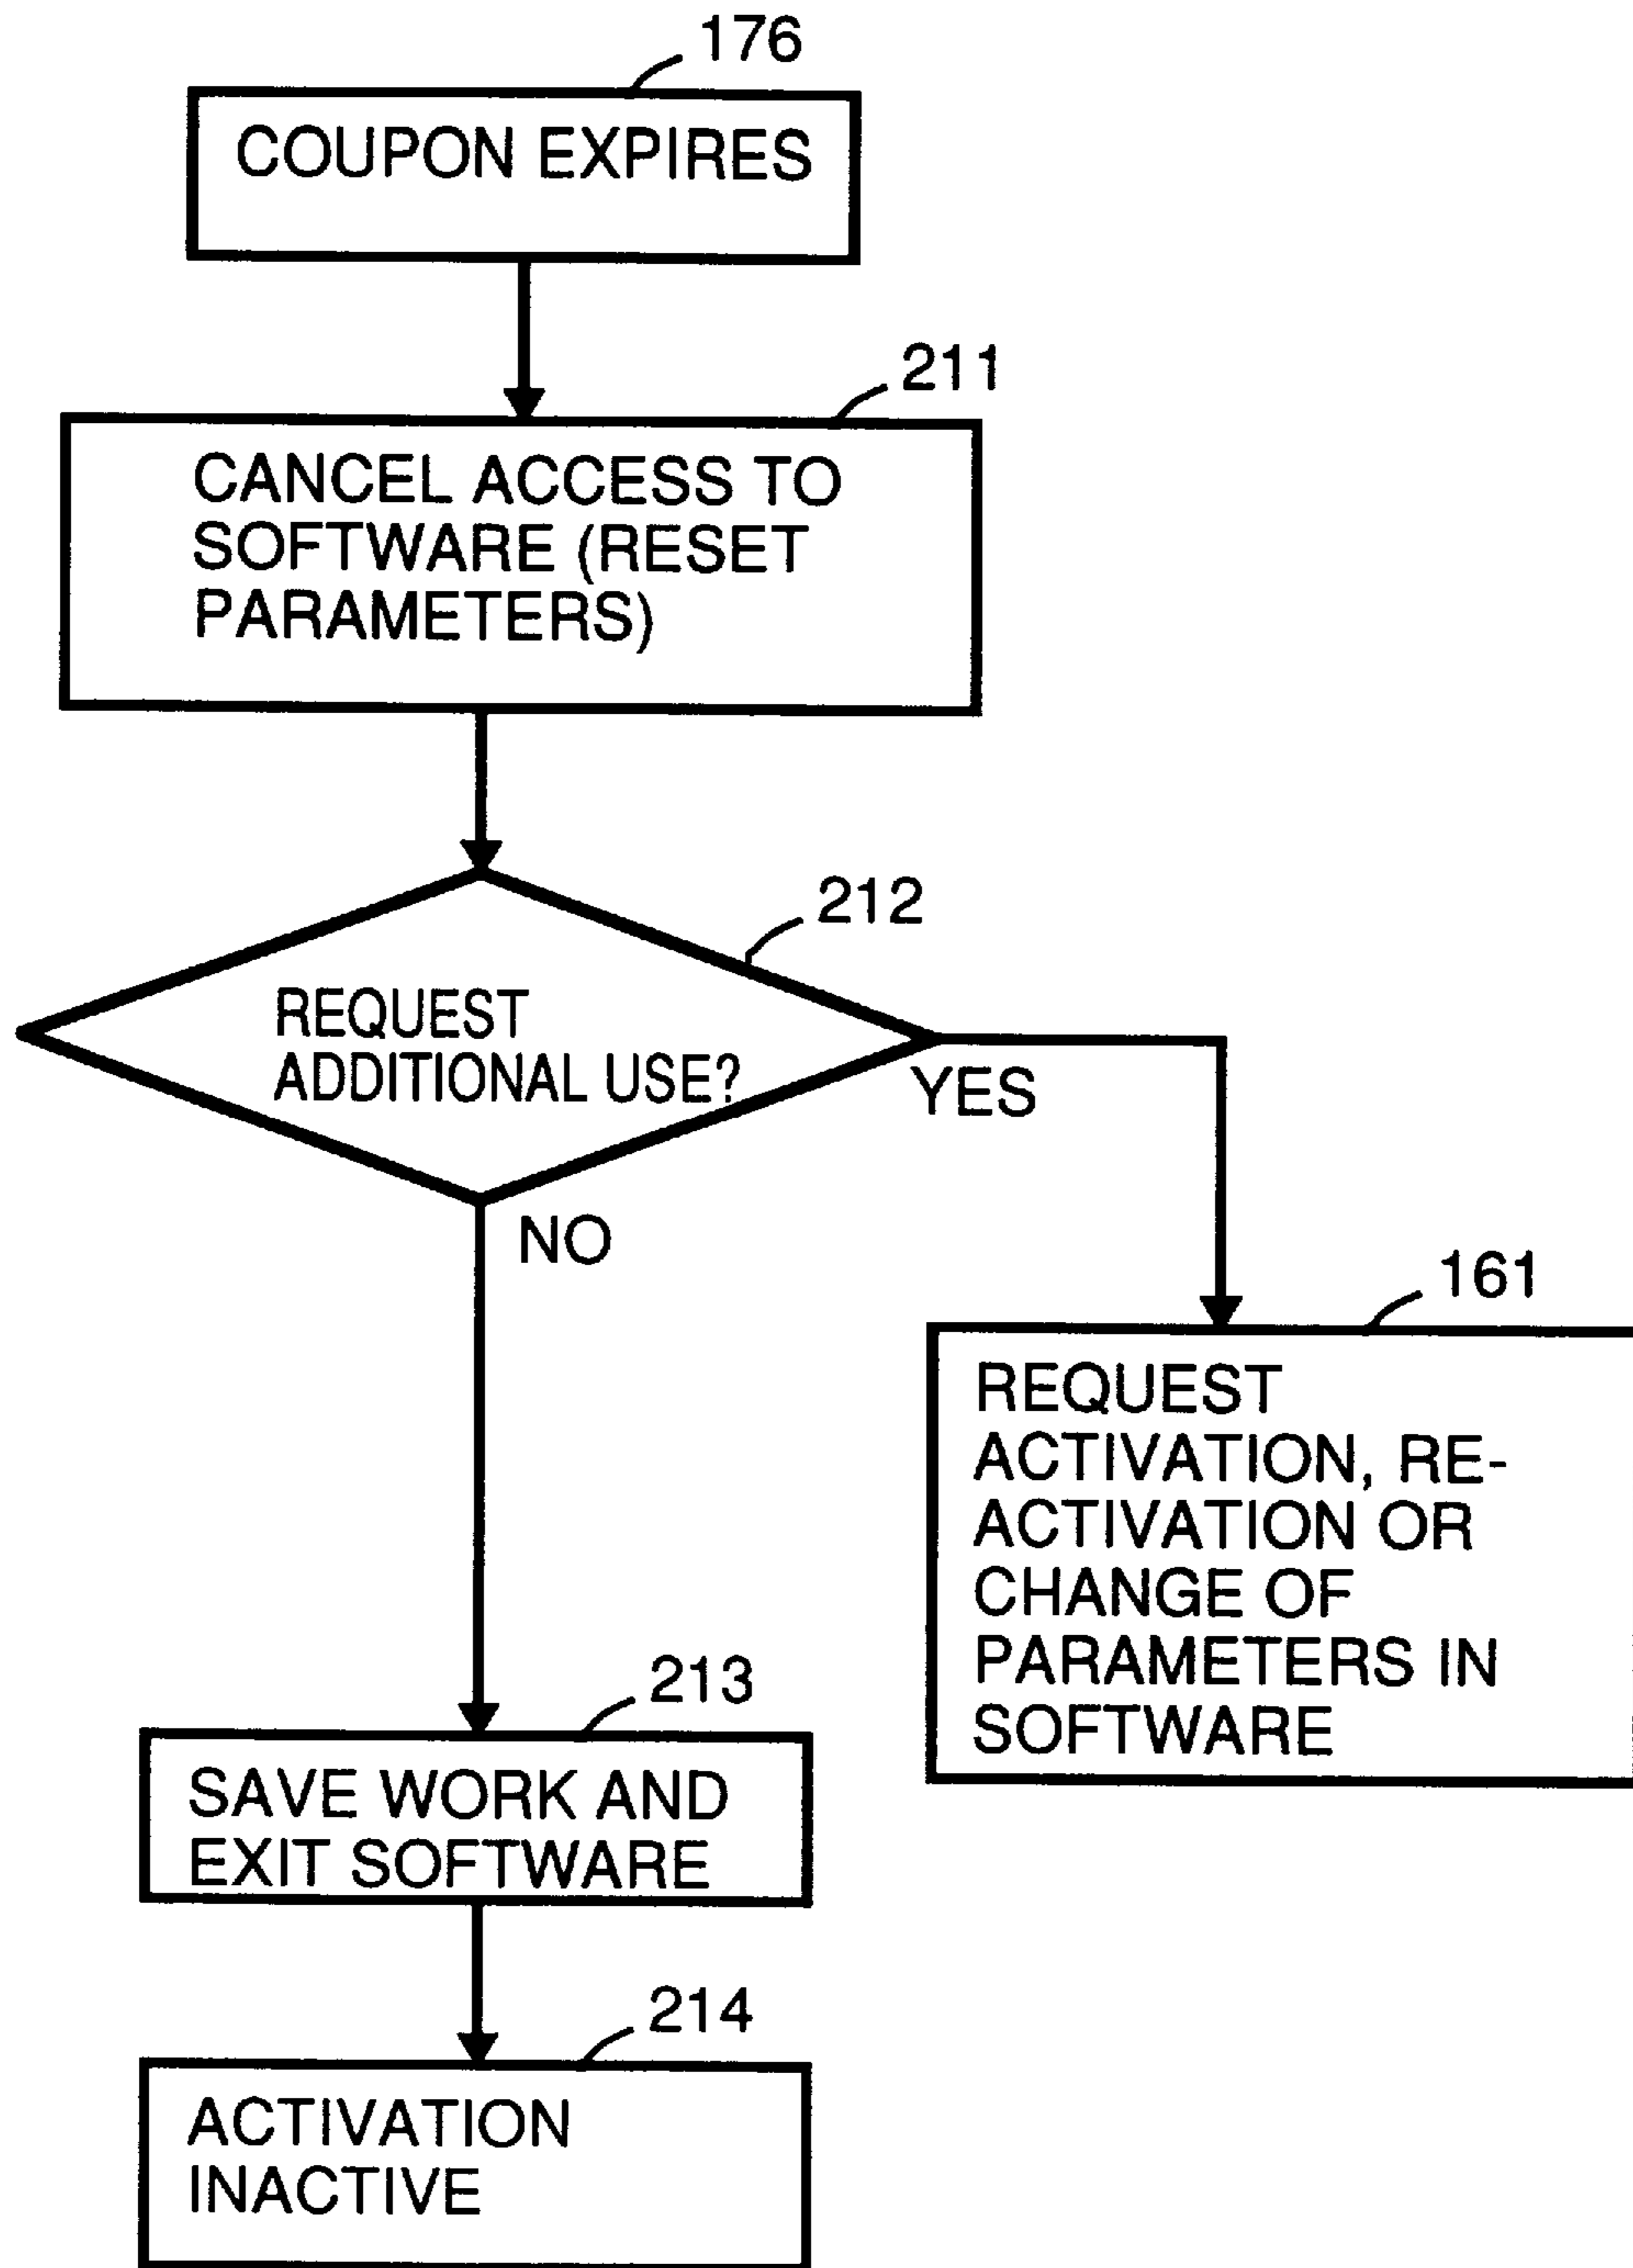 176
COUPON EXPIRES
211
CANCEL ACCESS TO
SOFTWARE (RESET
PARAMETERS)
212
REQUEST
ADDITIONAL USE?
YES
NO
161
REQUEST
ACTIVATION, RE-
ACTIVATION OR
CHANGE OF
PARAMETERS IN
SOFTWARE
213
SAVE WORK AND
EXIT SOFTWARE
214
ACTIVATION
INACTIVE